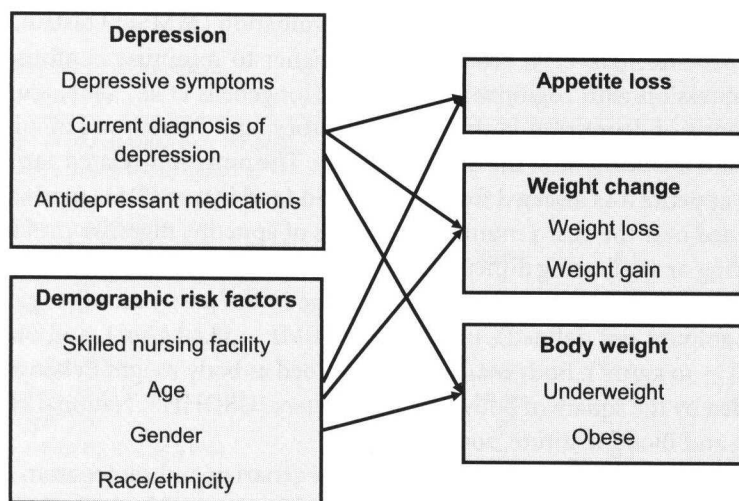 Depression
Depressive symptoms
Current diagnosis of
depression
Antidepressant medications
Demographic risk factors
Skilled nursing facility
Age
Gender
Race/ethnicity
Appetite loss
Weight change
Weight loss
Weight gain
Body weight
Underweight
Obese